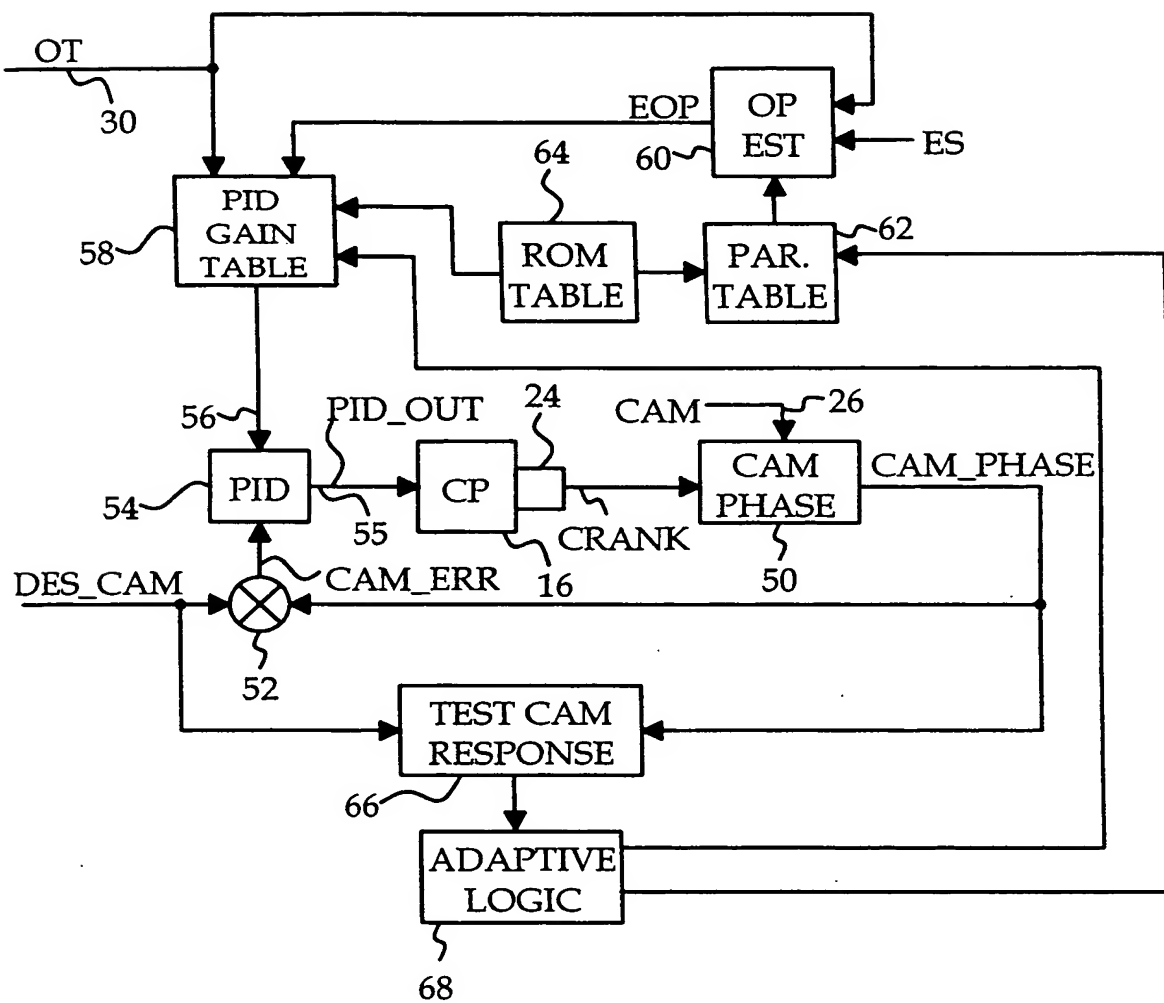 OT
30
EOP
OP
EST
60
ES
64
PID
GAIN
TABLE
58
ROM
TABLE
62
PAR.
TABLE
56
PID_OUT
24
CAM
26
54
PID
55
CP
CAM
PHASE
CAM_PHASE
CRANK
16
50
DES_CAM
CAM_ERR
52
TEST CAM
RESPONSE
66
ADAPTIVE
LOGIC
68